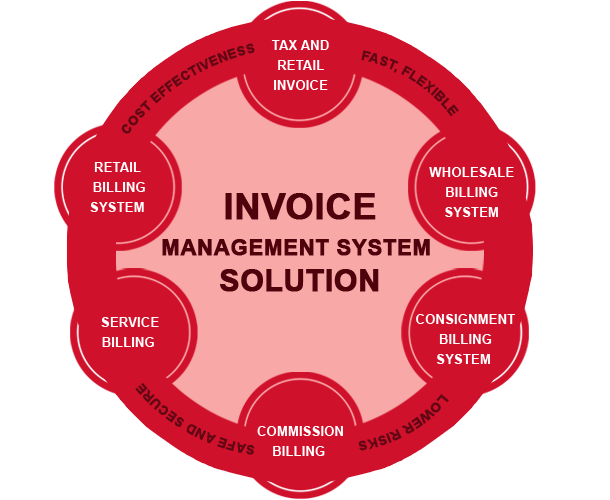 TAX AND
RETAIL
INVOICE
COST EFFECTIVENESS
FAST, FLEXIBLE
RETAIL
BILLING
SYSTEM
WHOLESALE
BILLING
SYSTEM
INVOICE
MANAGEMENT SYSTEM
SOLUTION
SERVICE
BILLING
CONSIGNMENT
BILLING
SYSTEM
SAFE AND SECURE
LOWER RISKS
COMMISSION
BILLING